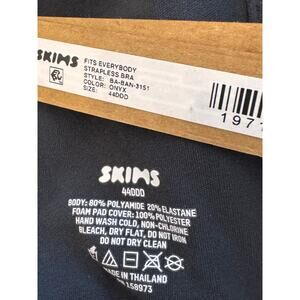 SKIMS
FITS EVERYBODY
STRAPLESS BRA
STYLE: BA-BAN-3151
COLOR: ONYX
SIZE: 44DDD
1971
SKIMS
44DDD
BODY: 80% POLYAMIDE 20% ELASTANE
FOAM PAD COVER: 100% POLYESTER
HAND WASH COLD, NON-CHLORINE
BLEACH, DRY FLAT, DO NOT IRON
DO NOT DRY CLEAN
MADE IN THAILAND
158973